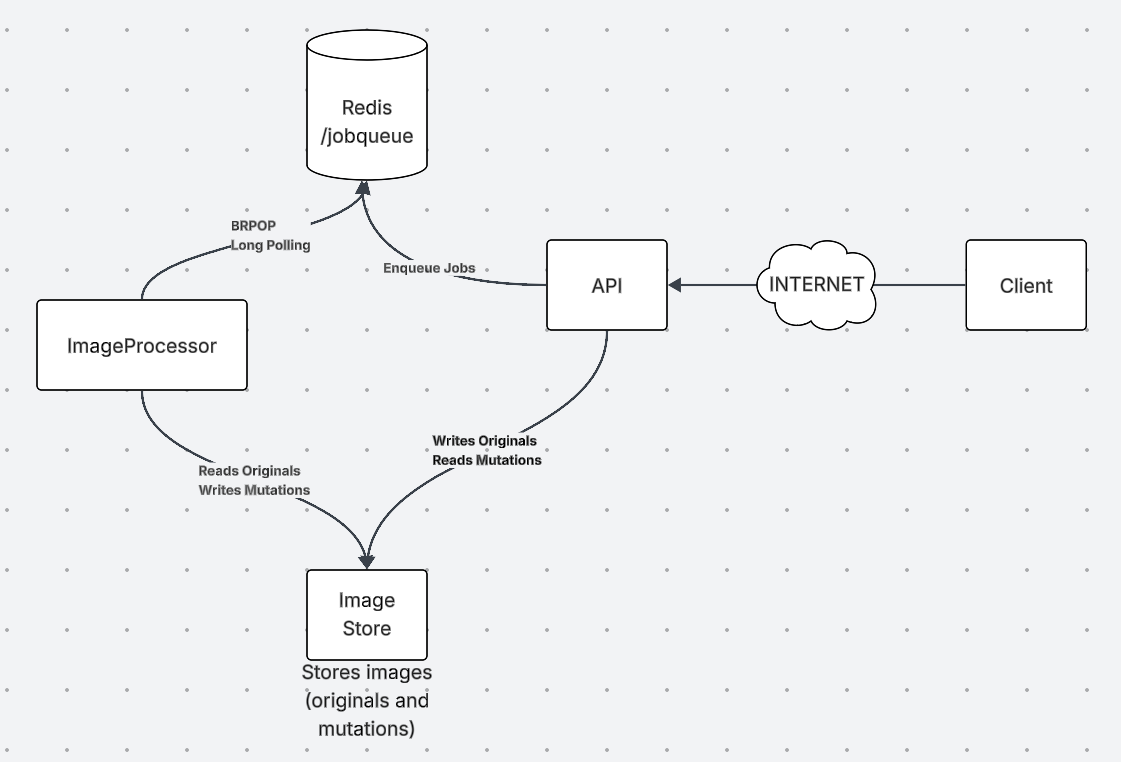 Redis
/jobqueue
BRPOP
Long Polling
Enqueue Jobs
API
INTERNET
Client
ImageProcessor
Writes Originals
Reads Mutations
Reads Originals
Writes Mutations
Image
Store
Stores images
(originals and
mutations)